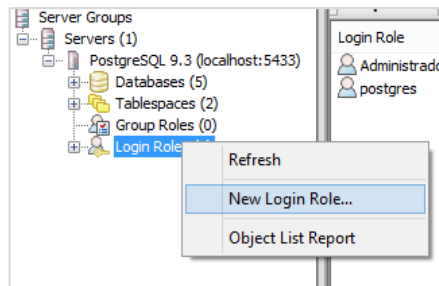 Server Groups
Servers (1)
PostgreSQL 9.3 (localhost:5433)
Databases (5)
Tablespaces (2)
Group Roles (0)
Login Role
Refresh
New Login Role...
Object List Report
Login Role
Administrado
postgres